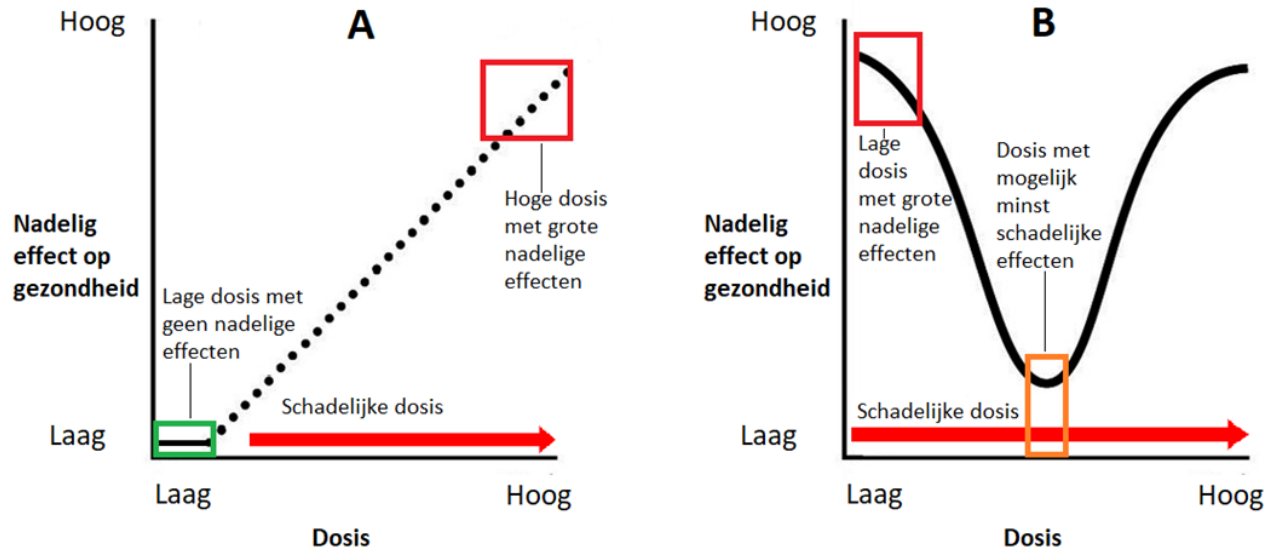 A
Hoog
Nadelig
effect op
gezondheid
Lage dosis met
geen nadelige
effecten
Hoge dosis
met grote
nadelige
effecten
Schadelijke dosis
Laag
Laag
Hoog
Dosis
B
Hoog
Nadelig
effect op
gezondheid
Lage
dosis
met grote
nadelige
effecten
Dosis met
mogelijk
minst
schadelijke
effecten
Schadelijke dosis
Laag
Laag
Hoog
Dosis